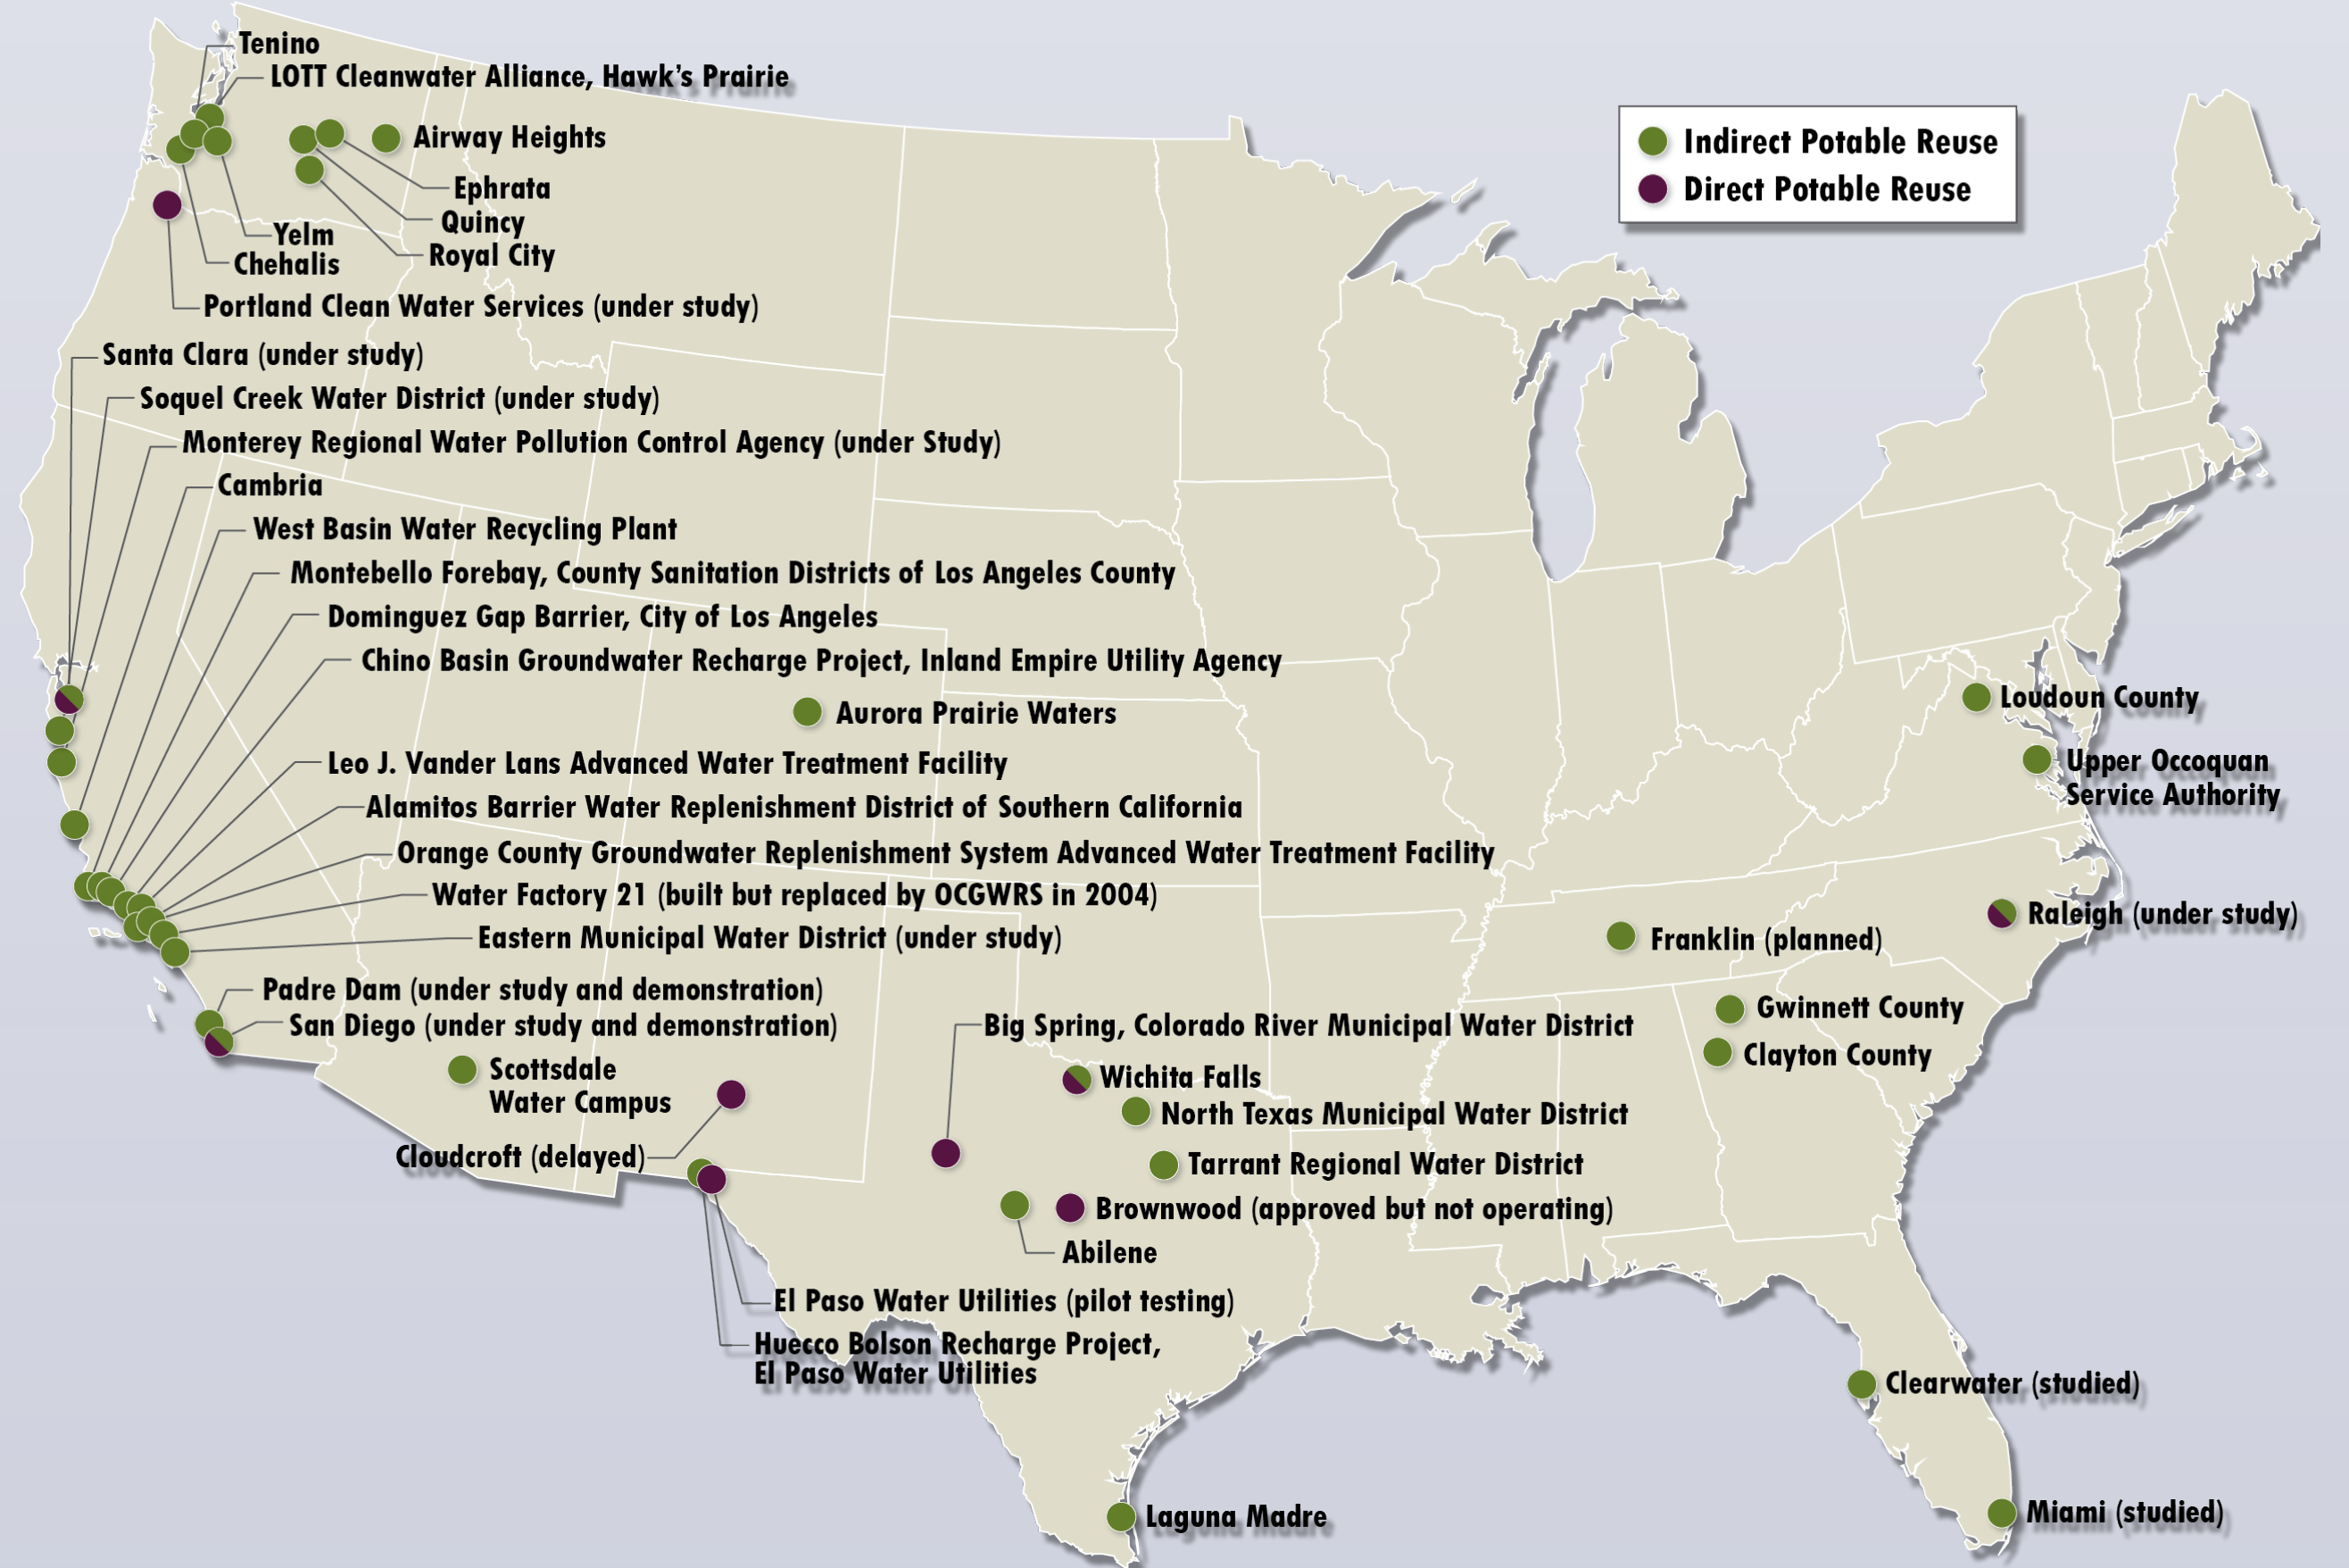 Tenino
LOTT Cleanwater Alliance, Hawk's Prairie
Airway Heights
Ephrata
Quincy
Royal City
Yelm
Chehalis
Portland Clean Water Services (under study)
Indirect Potable Reuse
Direct Potable Reuse
Santa Clara (under study)
Soquel Creek Water District (under study)
Monterey Regional Water Pollution Control Agency (under Study)
Cambria
West Basin Water Recycling Plant
Montebello Forebay, County Sanitation Districts of Los Angeles County
Dominguez Gap Barrier, City of Los Angeles
Chino Basin Groundwater Recharge Project, Inland Empire Utility Agency
Aurora Prairie Waters
Leo J. Vander Lans Advanced Water Treatment Facility
Alamitos Barrier Water Replenishment District of Southern California
Orange County Groundwater Replenishment System Advanced Water Treatment Facility
Water Factory 21 (built but replaced by OCGWRS in 2004)
Eastern Municipal Water District (under study)
Padre Dam (under study and demonstration)
San Diego (under study and demonstration)
Scottsdale
Water Campus
Cloudcroft (delayed)
Big Spring, Colorado River Municipal Water District
Wichita Falls
North Texas Municipal Water District
Tarrant Regional Water District
Brownwood (approved but not operating)
Abilene
El Paso Water Utilities (pilot testing)
Huecco Bolson Recharge Project,
El Paso Water Utilities
Laguna Madre
Loudoun County
Upper Occoquan
Service Authority
Raleigh (under study)
Franklin (planned)
Gwinnett County
Clayton County
Clearwater (studied)
Miami (studied)